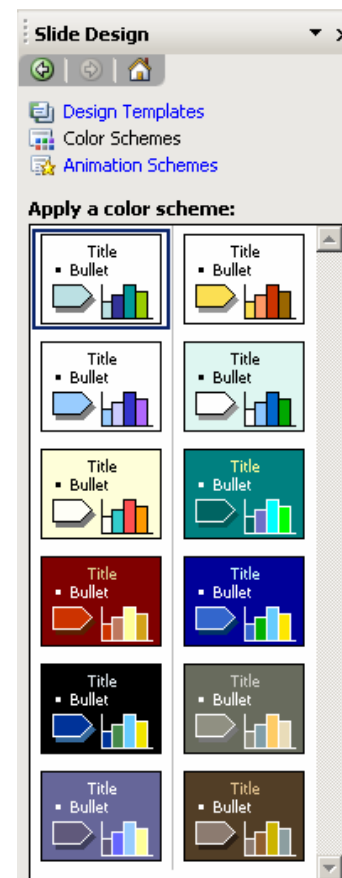 Slide Design
Design Templates
Color Schemes
Animation Schemes
Apply a color scheme:
Title
Bullet
Title
Bullet
Title
Bullet
Title
Bullet
Title
Bullet
Title
Bullet
Title
Bullet
Title
Bullet
Title
Bullet
Title
Bullet
Title
Bullet
Title
Bullet